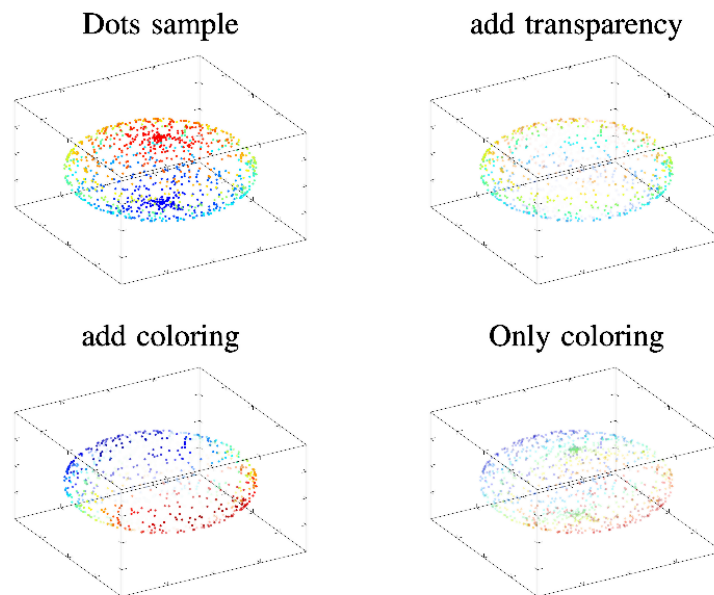 Dots sample
add transparency
add coloring
Only coloring